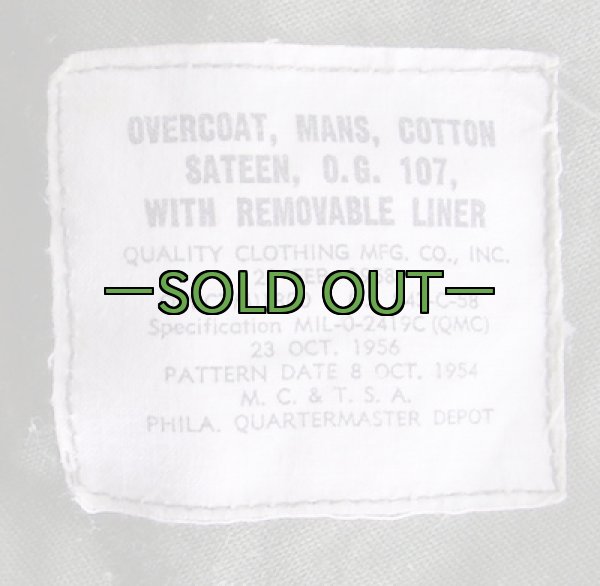 OVERCOAT, MANS, COTTON
SATEEN, O.G. 107,
WITH REMOVABLE LINER
QUALITY CLOTHING MFG. CO., INC.
—SOLD OUT—
Specification MIL-O-2419C (QMC)
23 OCT. 1956
PATTERN DATE 8 OCT. 1954
M. C. & T. S. A.
PHILA. QUARTERMASTER DEPOT